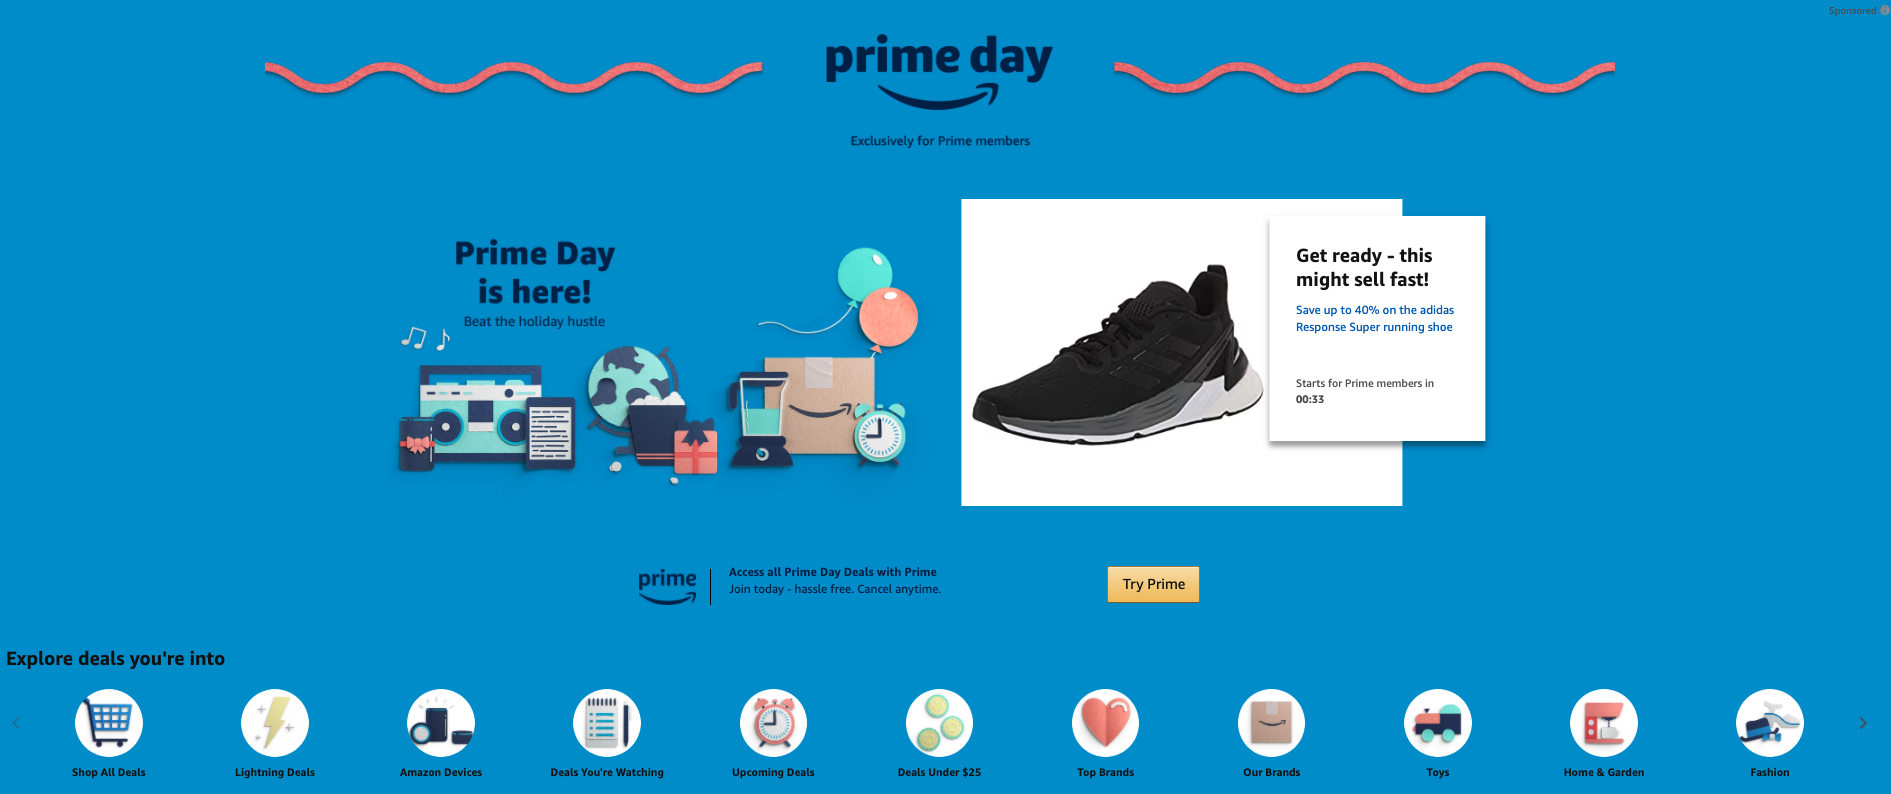 Sponsored
prime day
Exclusively for Prime members
Prime Day
is here!
Beat the holiday hustle
Get ready - this
might sell fast!
Save up to 40% on the adidas
Response Super running shoe
Starts for Prime members in
00:33
prime
Access all Prime Day Deals with Prime
Join today - hassle free. Cancel anytime.
Try Prime
Explore deals you're into
Shop All Deals
Lightning Deals
Amazon Devices
Deals You're Watching
Upcoming Deals
Deals Under $25
Top Brands
Our Brands
Toys
Home & Garden
Fashion